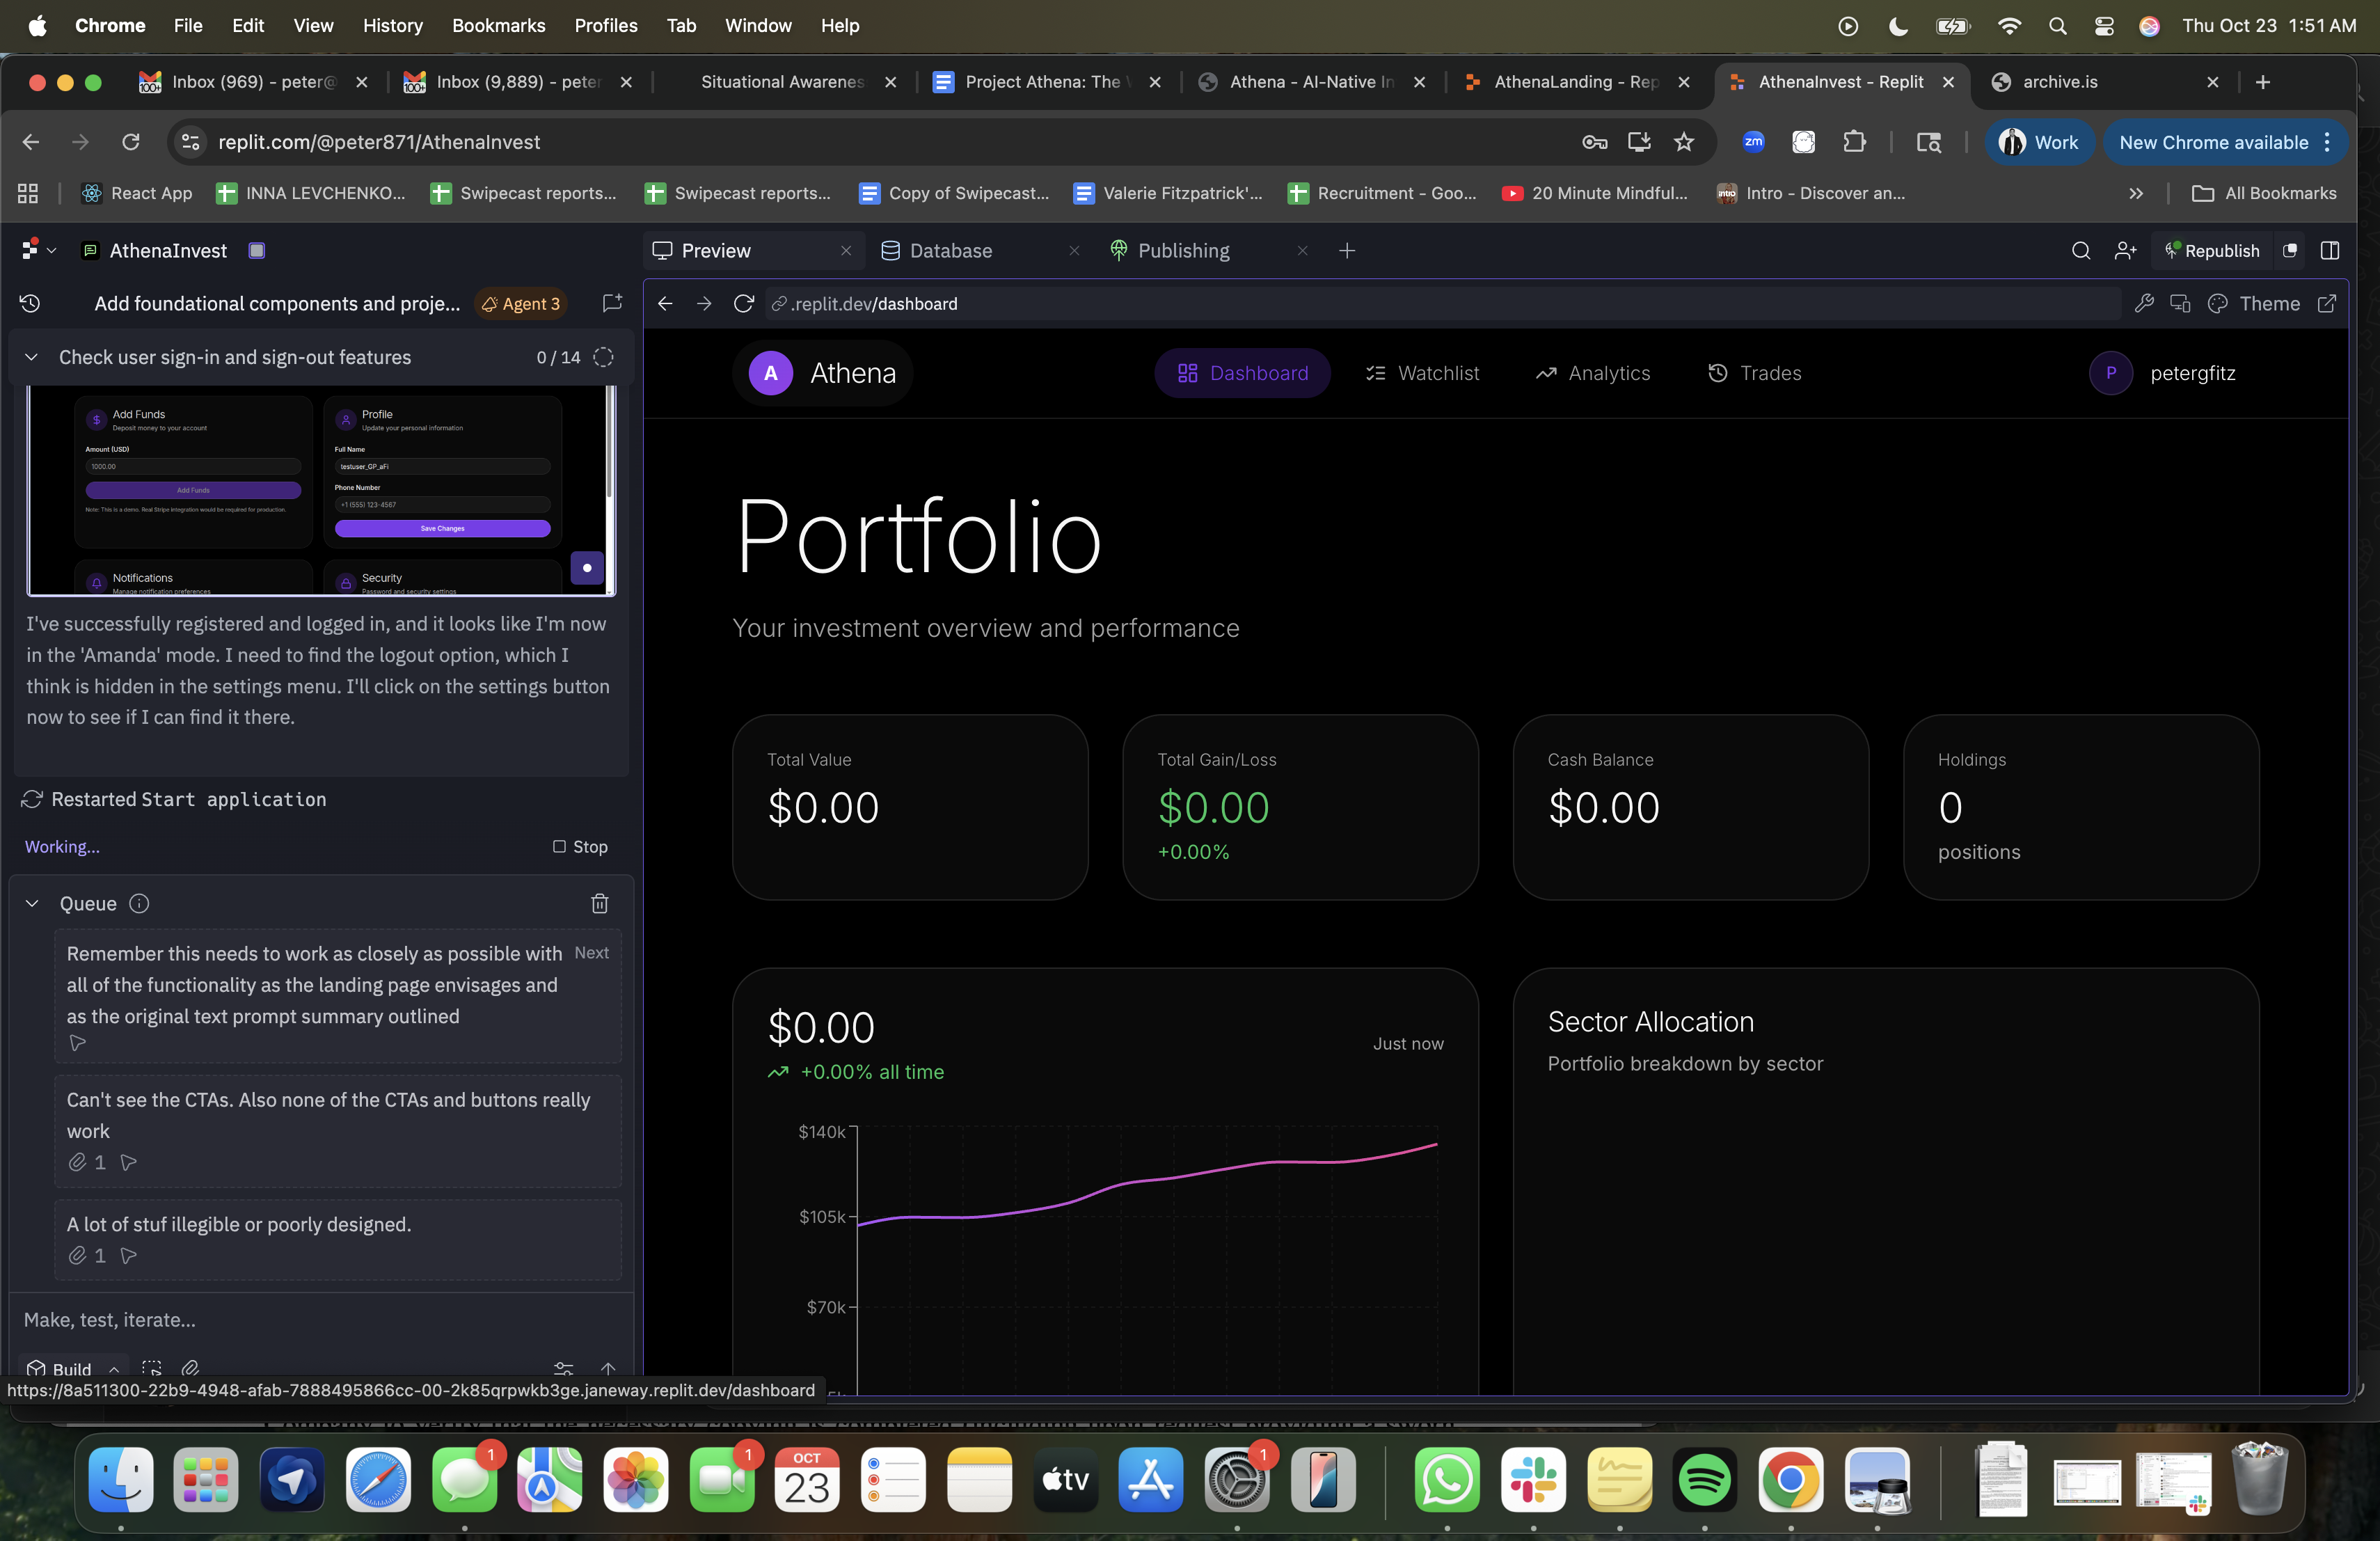 Chrome File Edit View History Bookmarks Profiles Tab Window Help Thu Oct 23 1:51 AM
Inbox (969) - peter@ Inbox (9,889) - peter Situational Awarenes Project Athena: The Athena - AI-Native In AthenaLanding - Rep AthenaInvest - Replit archive.is
replit.com/@peter871/AthenaInvest zm Work New Chrome available
React App INNA LEVCHENKO... Swipecast reports... Swipecast reports... Copy of Swipecast... Valerie Fitzpatrick'... Recruitment - Goo... 20 Minute Mindful... intro Intro - Discover an... All Bookmarks
AthenaInvest Preview Database Publishing Republish
Add foundational components and proje... Agent 3
.replit.dev/dashboard Theme
Check user sign-in and sign-out features 0 / 14
Add Funds
Deposit money to your account
Amount (USD)
1000.00
Add Funds
Note: This is a demo. Real Stripe integration would be required for production.
Profile
Update your personal information
Full Name
testuser_GP_aFi
Phone Number
+1 (555) 123-4567
Save Changes
Notifications
Manage notification preferences
Security
Password and security settings
I've successfully registered and logged in, and it looks like I'm now
in the 'Amanda' mode. I need to find the logout option, which I
think is hidden in the settings menu. I'll click on the settings button
now to see if I can find it there.
Restarted Start application
Working... Stop
Queue
Remember this needs to work as closely as possible with Next
all of the functionality as the landing page envisages and
as the original text prompt summary outlined
Can't see the CTAs. Also none of the CTAs and buttons really
work
1
A lot of stuf illegible or poorly designed.
1
Make, test, iterate...
Build
https://8a511300-22b9-4948-afab-7888495866cc-00-2k85qrpwkb3ge.janeway.replit.dev/dashboard
A Athena Dashboard Watchlist Analytics Trades P petergfitz
Portfolio
Your investment overview and performance
Total Value
$0.00
Total Gain/Loss
$0.00
+0.00%
Cash Balance
$0.00
Holdings
0
positions
$0.00
Just now
+0.00% all time
$140k
$105k
$70k
Sector Allocation
Portfolio breakdown by sector
1
1
OCT
23
tv
1